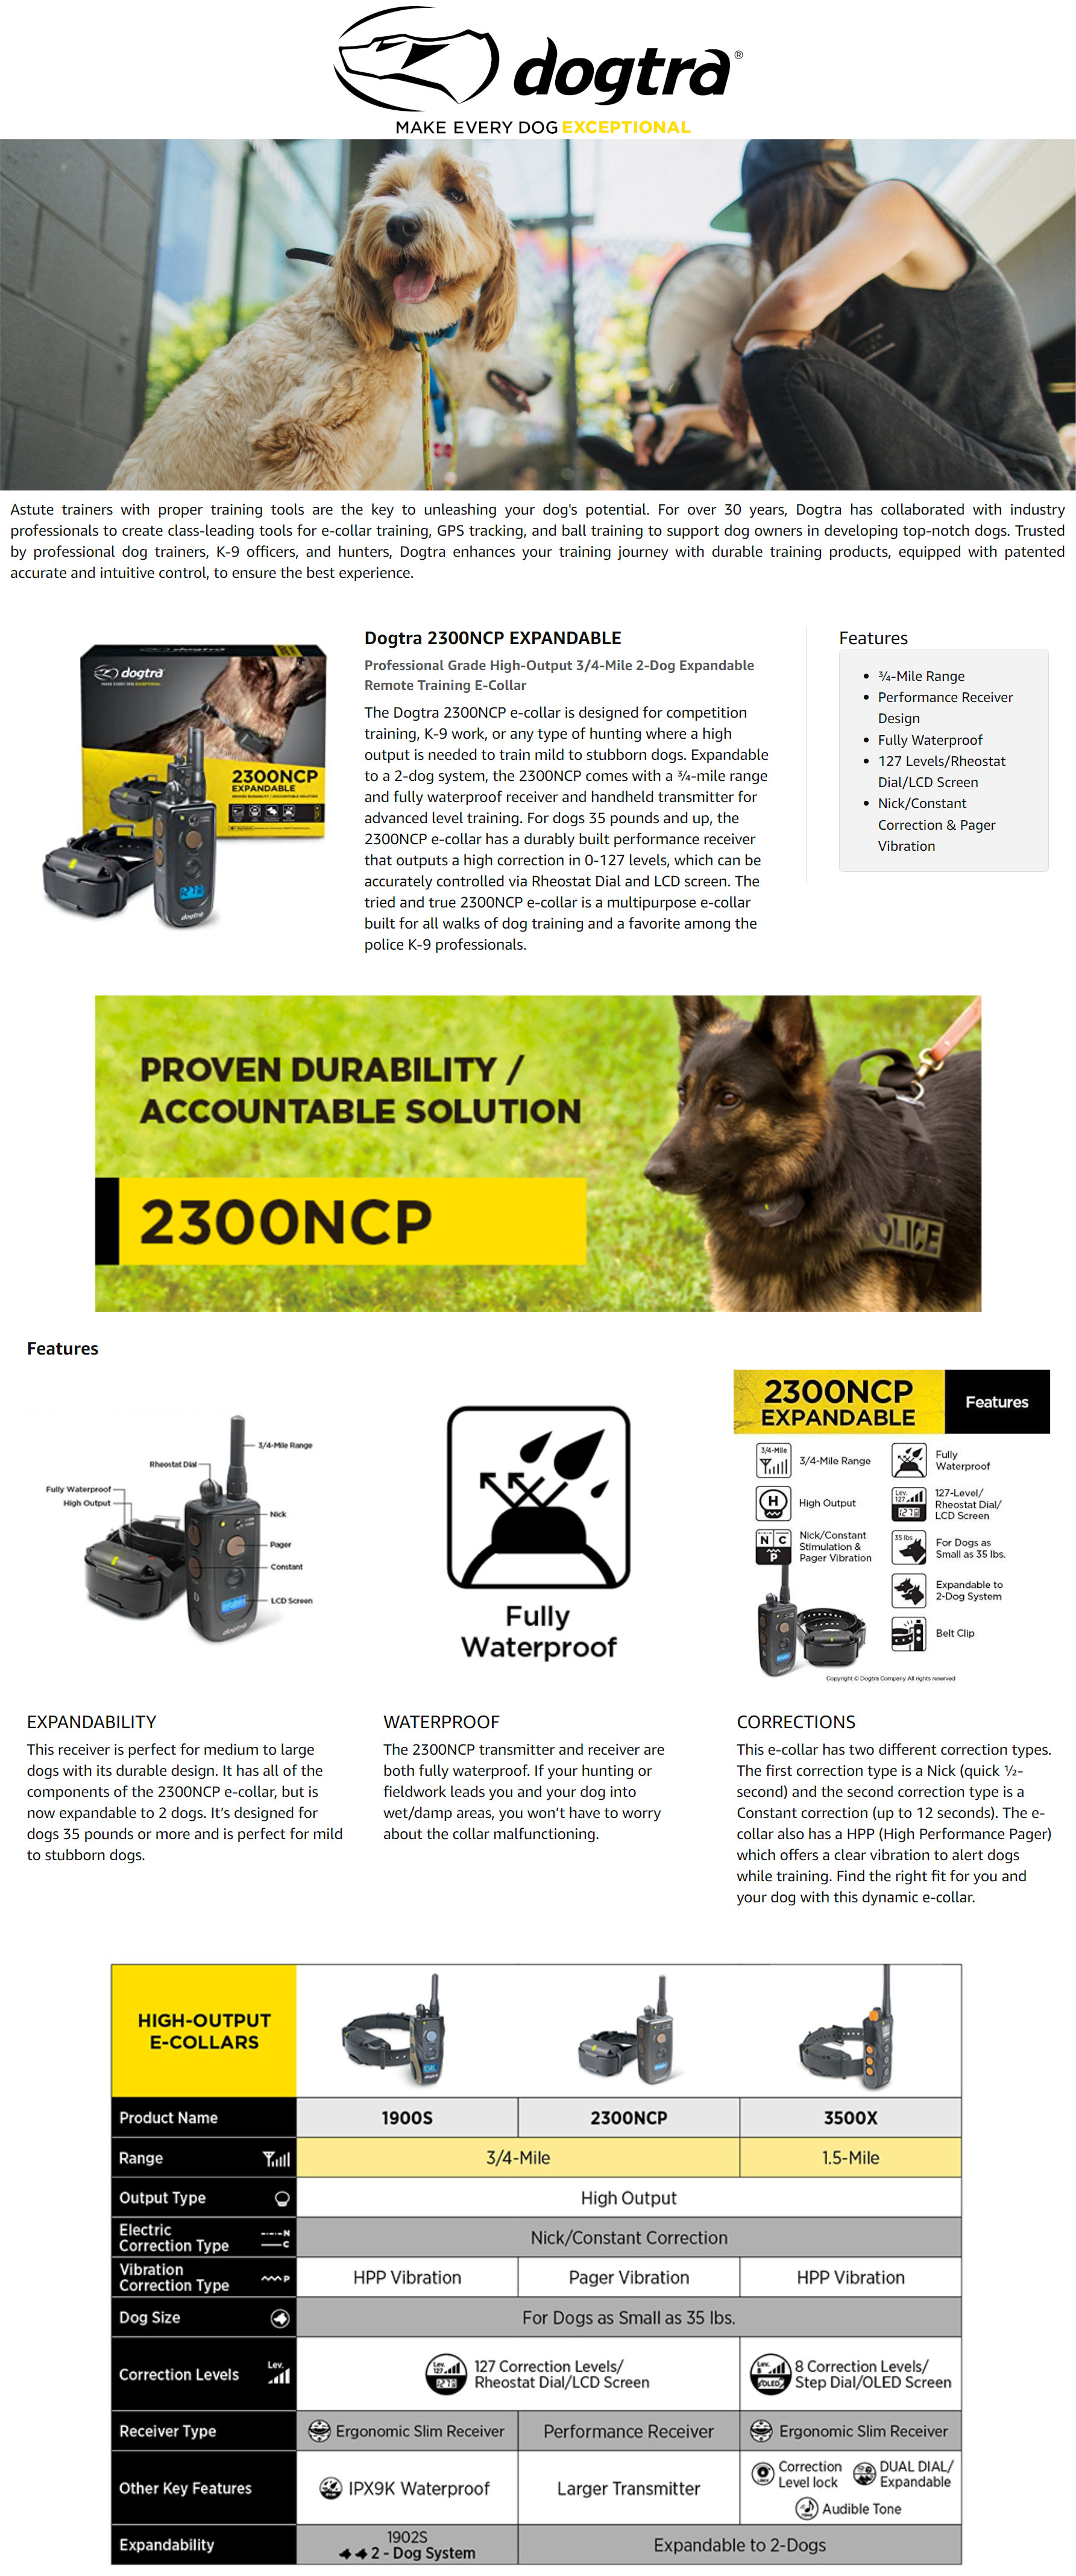 dogtra®
MAKE EVERY DOG EXCEPTIONAL
Astute trainers with proper training tools are the key to unleashing your dog's potential. For over 30 years, Dogtra has collaborated with industry
professionals to create class-leading tools for e-collar training, GPS tracking, and ball training to support dog owners in developing top-notch dogs. Trusted
by professional dog trainers, K-9 officers, and hunters, Dogtra enhances your training journey with durable training products, equipped with patented
accurate and intuitive control, to ensure the best experience.
dogtra
MAKE EVERY DOG EXCEPTIONAL
2300NCP
EXPANDABLE
dogtra
Dogtra 2300NCP EXPANDABLE
Professional Grade High-Output 3/4-Mile 2-Dog Expandable
Remote Training E-Collar
The Dogtra 2300NCP e-collar is designed for competition
training, K-9 work, or any type of hunting where a high
output is needed to train mild to stubborn dogs. Expandable
to a 2-dog system, the 2300NCP comes with a ¾-mile range
and fully waterproof receiver and handheld transmitter for
advanced level training. For dogs 35 pounds and up, the
2300NCP e-collar has a durably built performance receiver
that outputs a high correction in 0-127 levels, which can be
accurately controlled via Rheostat Dial and LCD screen. The
tried and true 2300NCP e-collar is a multipurpose e-collar
built for all walks of dog training and a favorite among the
police K-9 professionals.
Features
• ¾-Mile Range
• Performance Receiver
Design
• Fully Waterproof
• 127 Levels/Rheostat
Dial/LCD Screen
• Nick/Constant
Correction & Pager
Vibration
PROVEN DURABILITY /
ACCOUNTABLE SOLUTION
2300NCP
OLICE
Features
3/4-Mile Range
Rheostat Dial
Fully Waterproof
High Output
Nick
Pager
Constant
LCD Screen
dogtra
Fully
Waterproof
2300NCP
EXPANDABLE
Features
3/4-Mile
3/4-Mile Range
Fully
Waterproof
H
High Output
Lev.
127
127-Level/
Rheostat Dial/
LCD Screen
N C
P
Nick/Constant
Stimulation &
Pager Vibration
35 lbs
For Dogs as
Small as 35 lbs.
Expandable to
2-Dog System
Belt Clip
Copyright © Dogtra Company All rights reserved
EXPANDABILITY
This receiver is perfect for medium to large
dogs with its durable design. It has all of the
components of the 2300NCP e-collar, but is
now expandable to 2 dogs. It's designed for
dogs 35 pounds or more and is perfect for mild
to stubborn dogs.
WATERPROOF
The 2300NCP transmitter and receiver are
both fully waterproof. If your hunting or
fieldwork leads you and your dog into
wet/damp areas, you won't have to worry
about the collar malfunctioning.
CORRECTIONS
This e-collar has two different correction types.
The first correction type is a Nick (quick ½-
second) and the second correction type is a
Constant correction (up to 12 seconds). The e-
collar also has a HPP (High Performance Pager)
which offers a clear vibration to alert dogs
while training. Find the right fit for you and
your dog with this dynamic e-collar.
HIGH-OUTPUT
E-COLLARS
Product Name 1900S 2300NCP 3500X
Range 3/4-Mile 1.5-Mile
Output Type High Output
Electric
Correction Type N C Nick/Constant Correction
Vibration
Correction Type P HPP Vibration Pager Vibration HPP Vibration
Dog Size For Dogs as Small as 35 lbs.
Correction Levels Lev.
Lev. 127 127 Correction Levels/
Rheostat Dial/LCD Screen
Lev. 8 OLED 8 Correction Levels/
Step Dial/OLED Screen
Receiver Type Ergonomic Slim Receiver Performance Receiver Ergonomic Slim Receiver
Other Key Features IPX9K Waterproof Larger Transmitter
Correction
Level lock
DUAL DIAL/
Expandable
Audible Tone
Expandability 1902S
2 - Dog System
Expandable to 2-Dogs